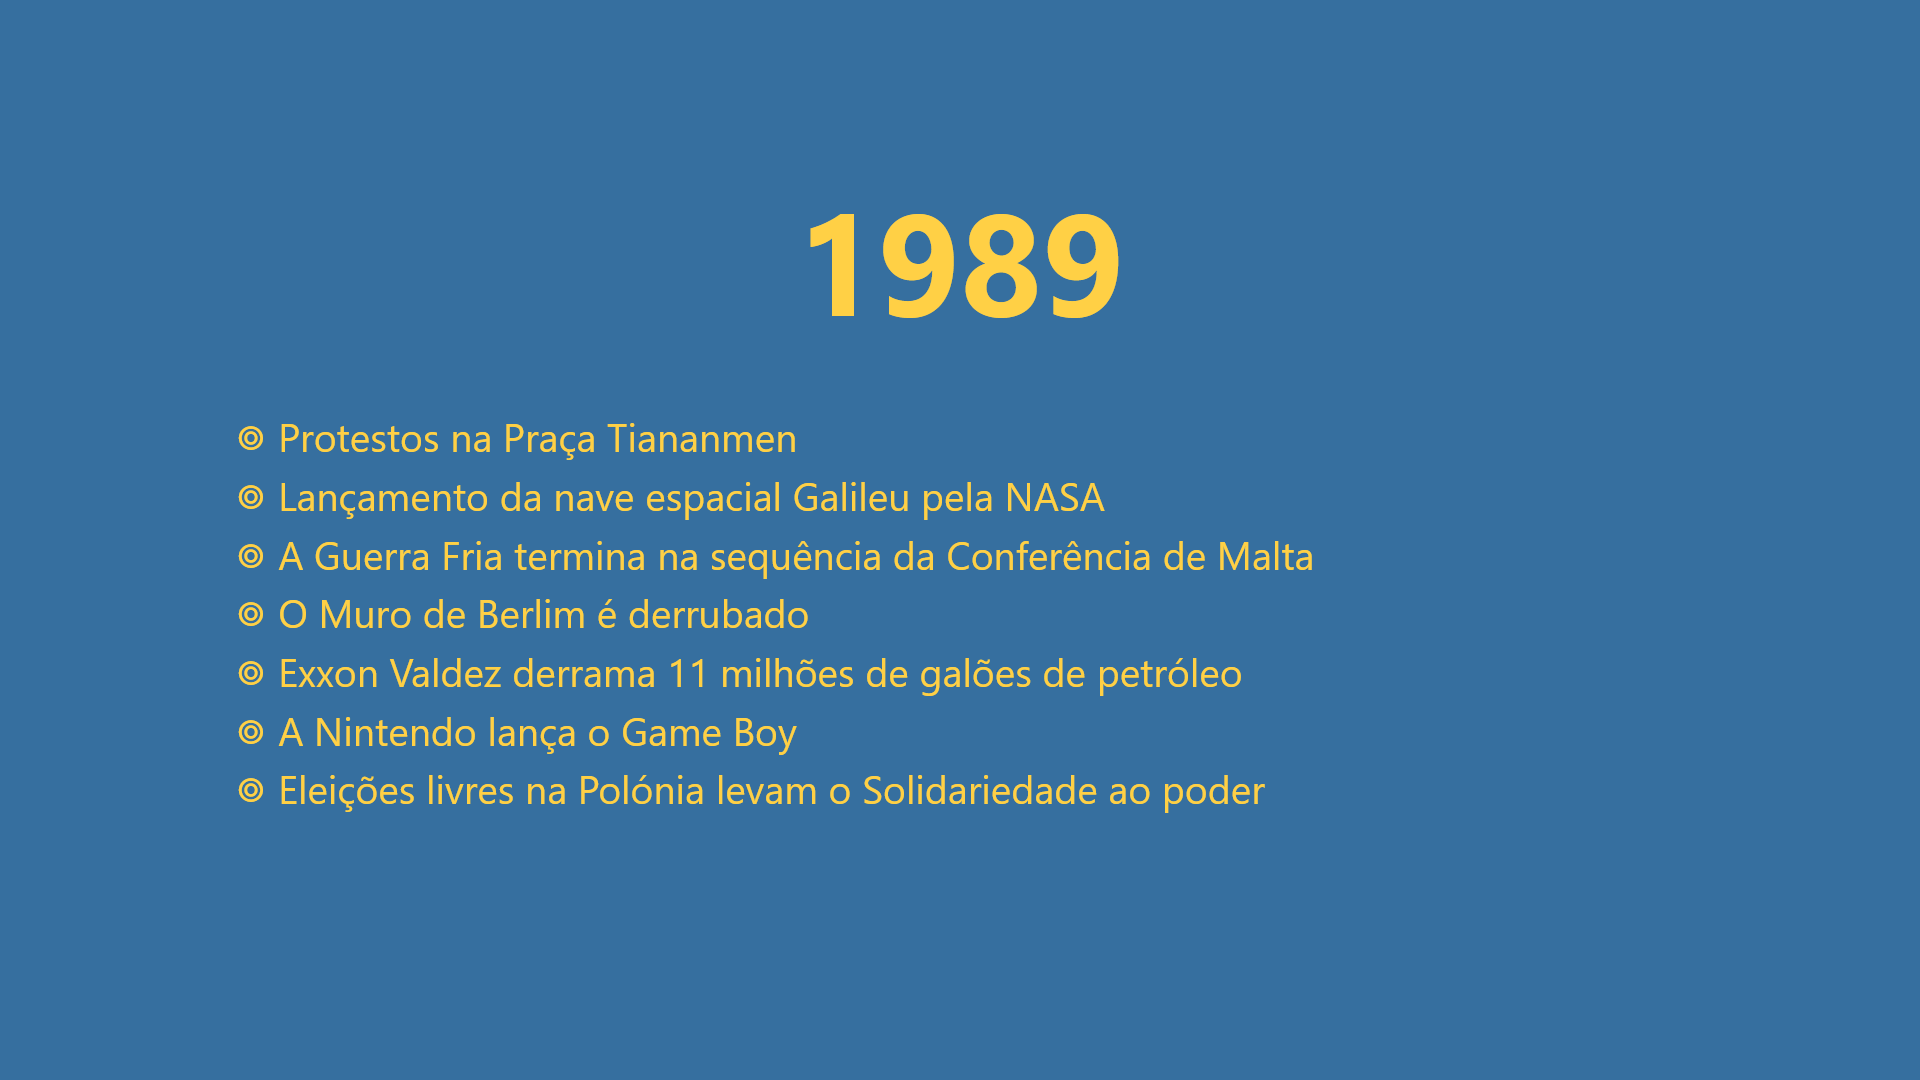 1989
◎ Protestos na Praça Tiananmen
◎ Lançamento da nave espacial Galileu pela NASA
◎ A Guerra Fria termina na sequência da Conferência de Malta
◎ O Muro de Berlim é derrubado
◎ Exxon Valdez derrama 11 milhões de galões de petróleo
◎ A Nintendo lança o Game Boy
◎ Eleições livres na Polónia levam o Solidariedade ao poder